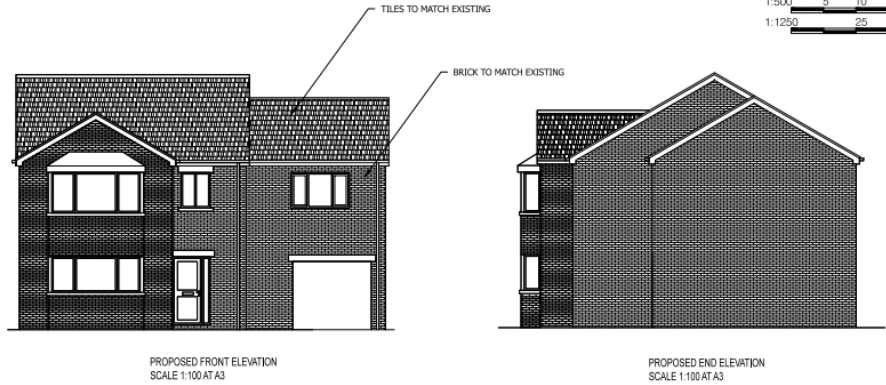 TILES TO MATCH EXISTING
1:500 5 10
1:1250 25
BRICK TO MATCH EXISTING
PROPOSED FRONT ELEVATION
SCALE 1:100 AT A3
PROPOSED END ELEVATION
SCALE 1:100 AT A3